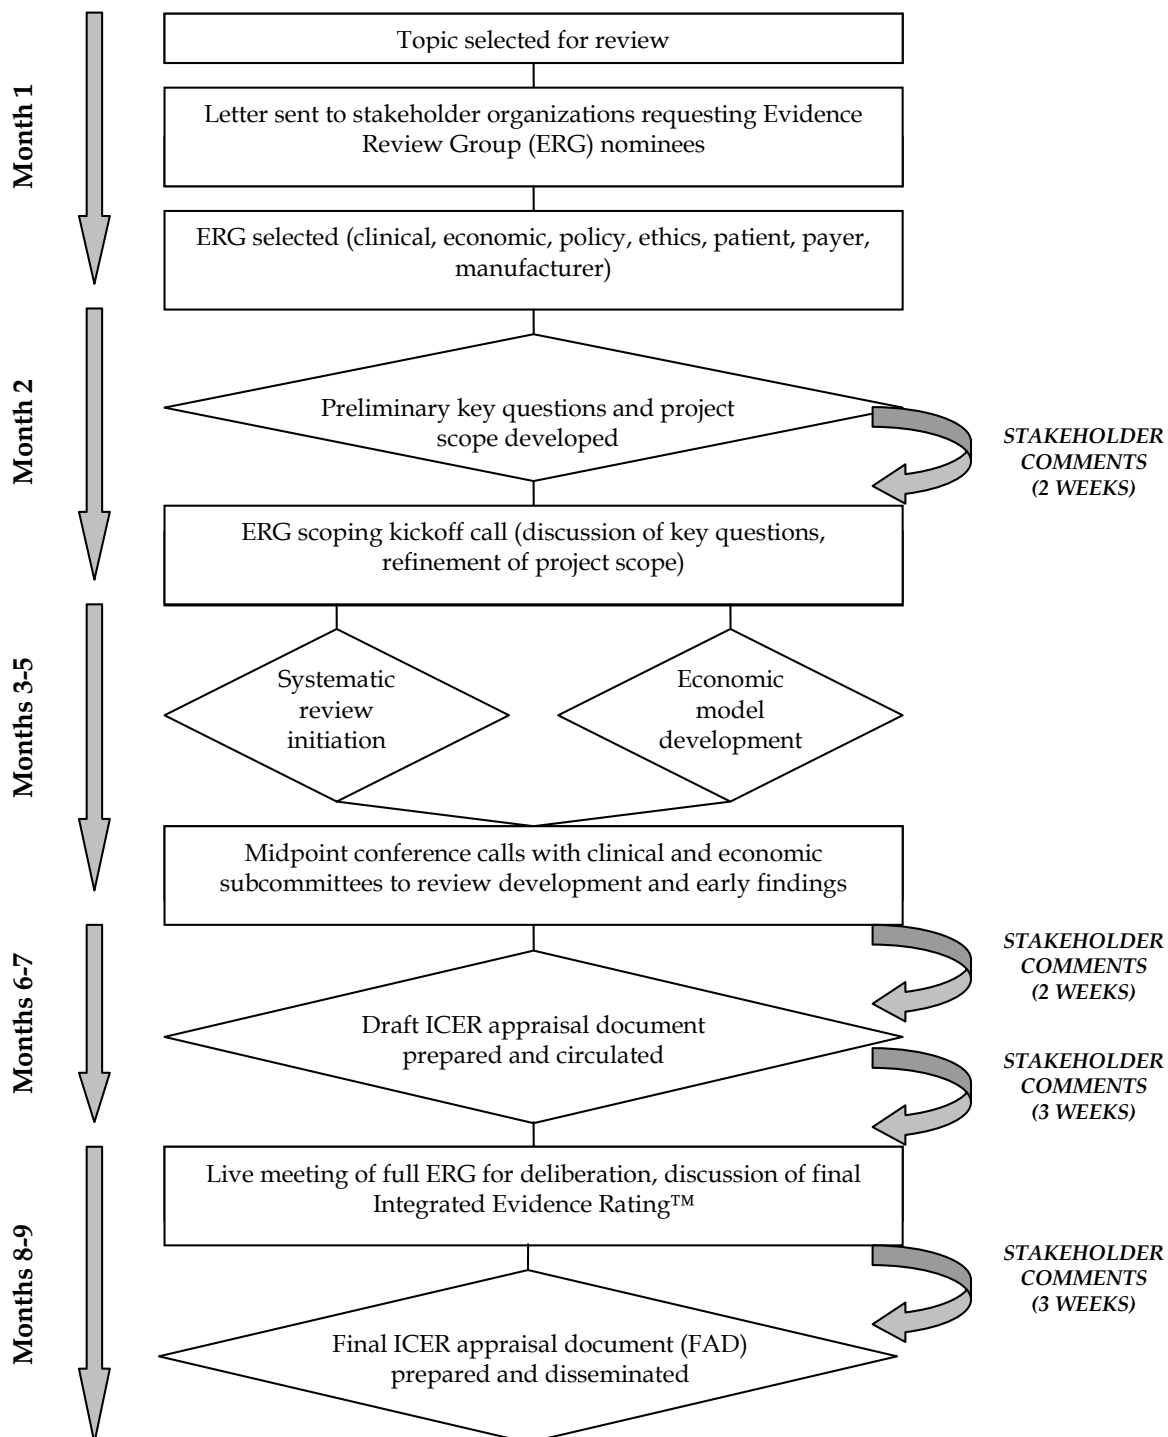 Month 1
Topic selected for review
Letter sent to stakeholder organizations requesting Evidence
Review Group (ERG) nominees
ERG selected (clinical, economic, policy, ethics, patient, payer,
manufacturer)
Month 2
Preliminary key questions and project
scope developed
STAKEHOLDER
COMMENTS
(2 WEEKS)
ERG scoping kickoff call (discussion of key questions,
refinement of project scope)
Months 3-5
Systematic
review
initiation
Economic
model
development
Midpoint conference calls with clinical and economic
subcommittees to review development and early findings
Months 6-7
STAKEHOLDER
COMMENTS
(2 WEEKS)
Draft ICER appraisal document
prepared and circulated
STAKEHOLDER
COMMENTS
(3 WEEKS)
Months 8-9
Live meeting of full ERG for deliberation, discussion of final
Integrated Evidence Rating™
STAKEHOLDER
COMMENTS
(3 WEEKS)
Final ICER appraisal document (FAD)
prepared and disseminated